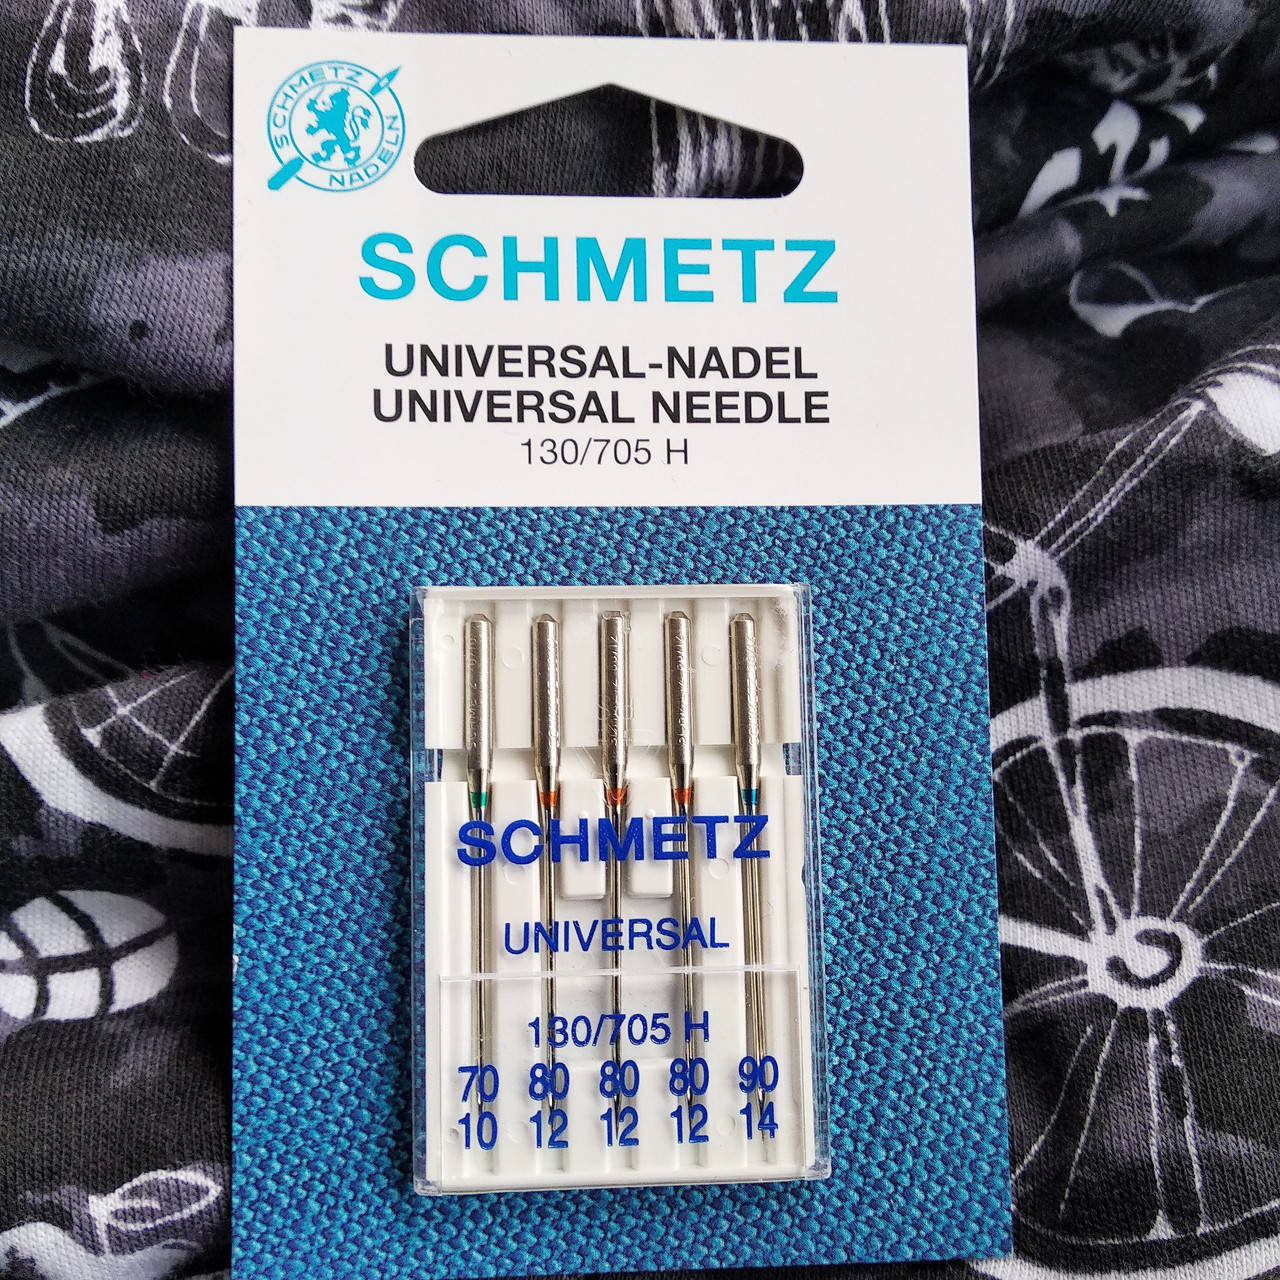 SCHMETZ
NADELN
SCHMETZ
UNIVERSAL-NADEL
UNIVERSAL NEEDLE
130/705 H
SCHMETZ
UNIVERSAL
130/705 H
70 80 80 80 90
10 12 12 12 14